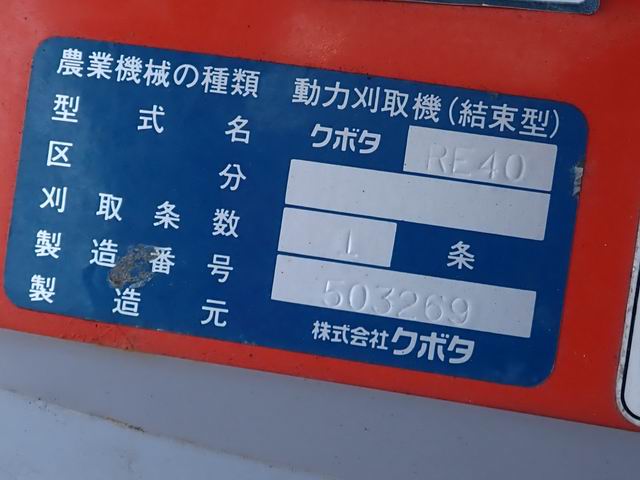 農業機械の種類 動力刈取機(結束型)
型式名 クボタ RE40
区分
刈取条数 1 条
製造番号 503269
製造元 株式会社クボタ